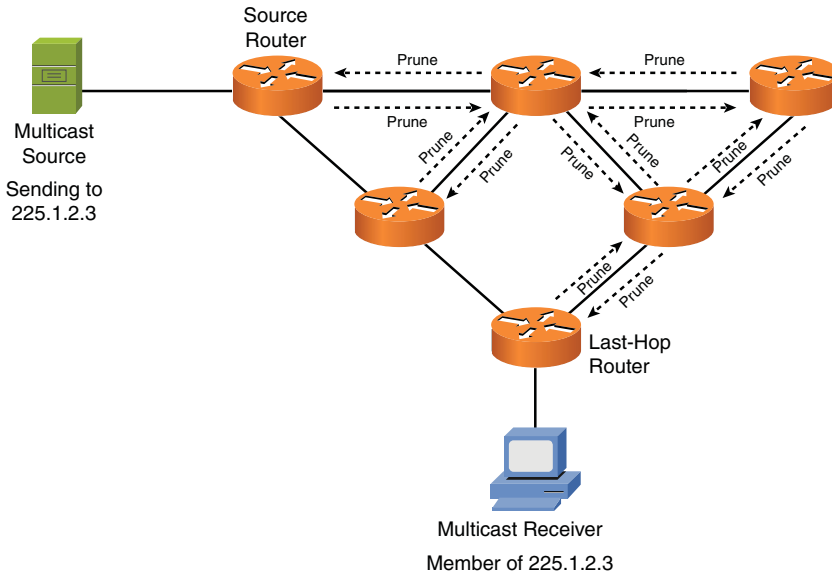 Source
Router
Prune
Prune
Prune
Prune
Prune
Prune
Prune
Prune
Prune
Prune
Multicast
Source
Sending to
225.1.2.3
Prune
Prune
Last-Hop
Router
Multicast Receiver
Member of 225.1.2.3